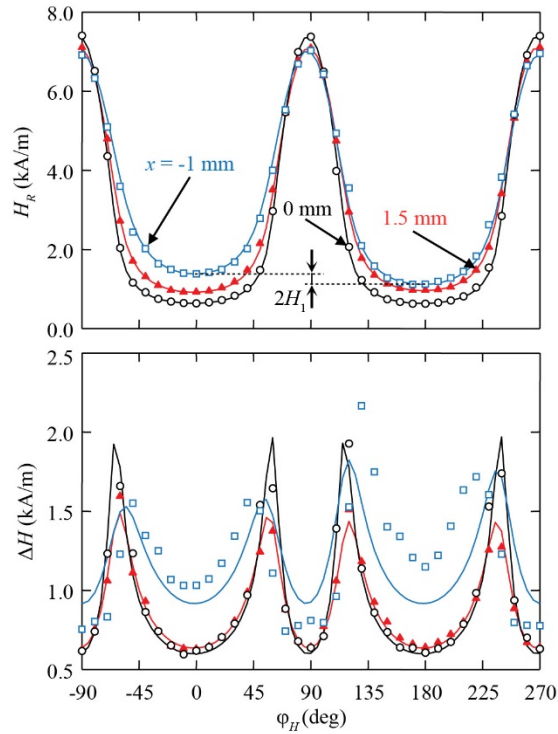 8.0
6.0
4.0
2.0
0.0
H_R (kA/m)
x = -1 mm
0 mm
1.5 mm
2H₁
2.5
2.0
1.5
1.0
0.5
ΔH (kA/m)
-90 -45 0 45 90 135 180 225 270
φ_H (deg)